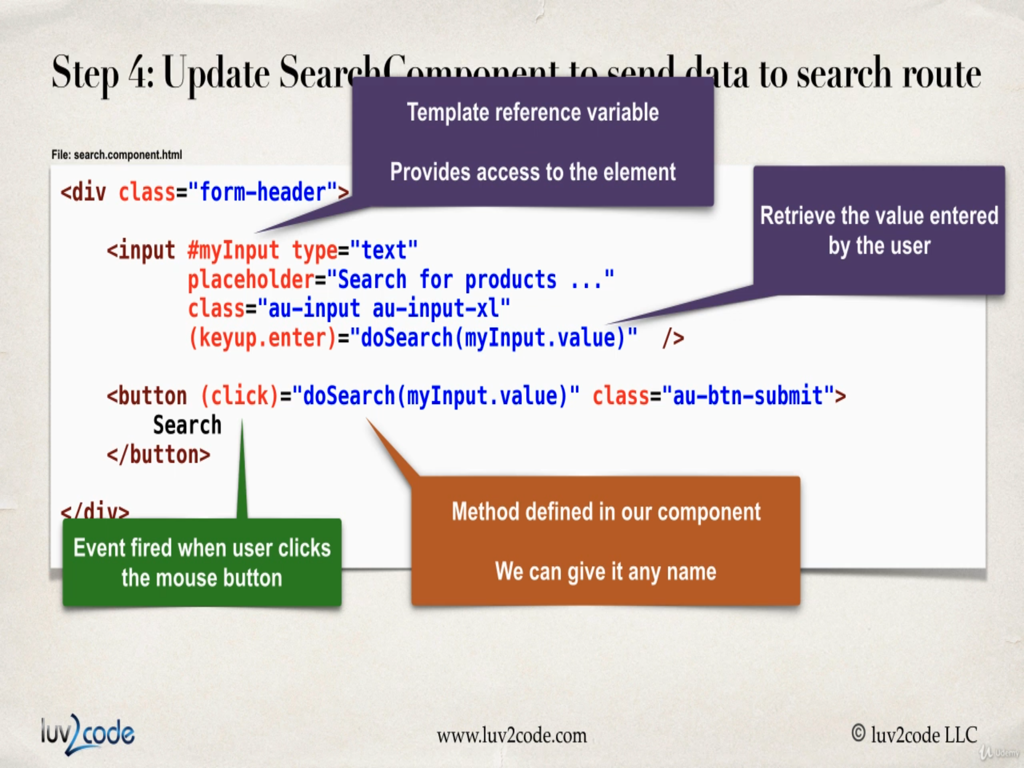 Step 4: Update SearchComponent to send data to search route
Template reference variable
Provides access to the element
File: search.component.html
Retrieve the value entered
by the user
<div class="form-header">
<input #myInput type="text"
placeholder="Search for products ..."
class="au-input au-input-xl"
(keyup.enter)="doSearch(myInput.value)" />
<button (click)="doSearch(myInput.value)" class="au-btn-submit">
Search
</button>
</div>
Method defined in our component
We can give it any name
Event fired when user clicks
the mouse button
luv2code
www.luv2code.com
© luv2code LLC
Udemy